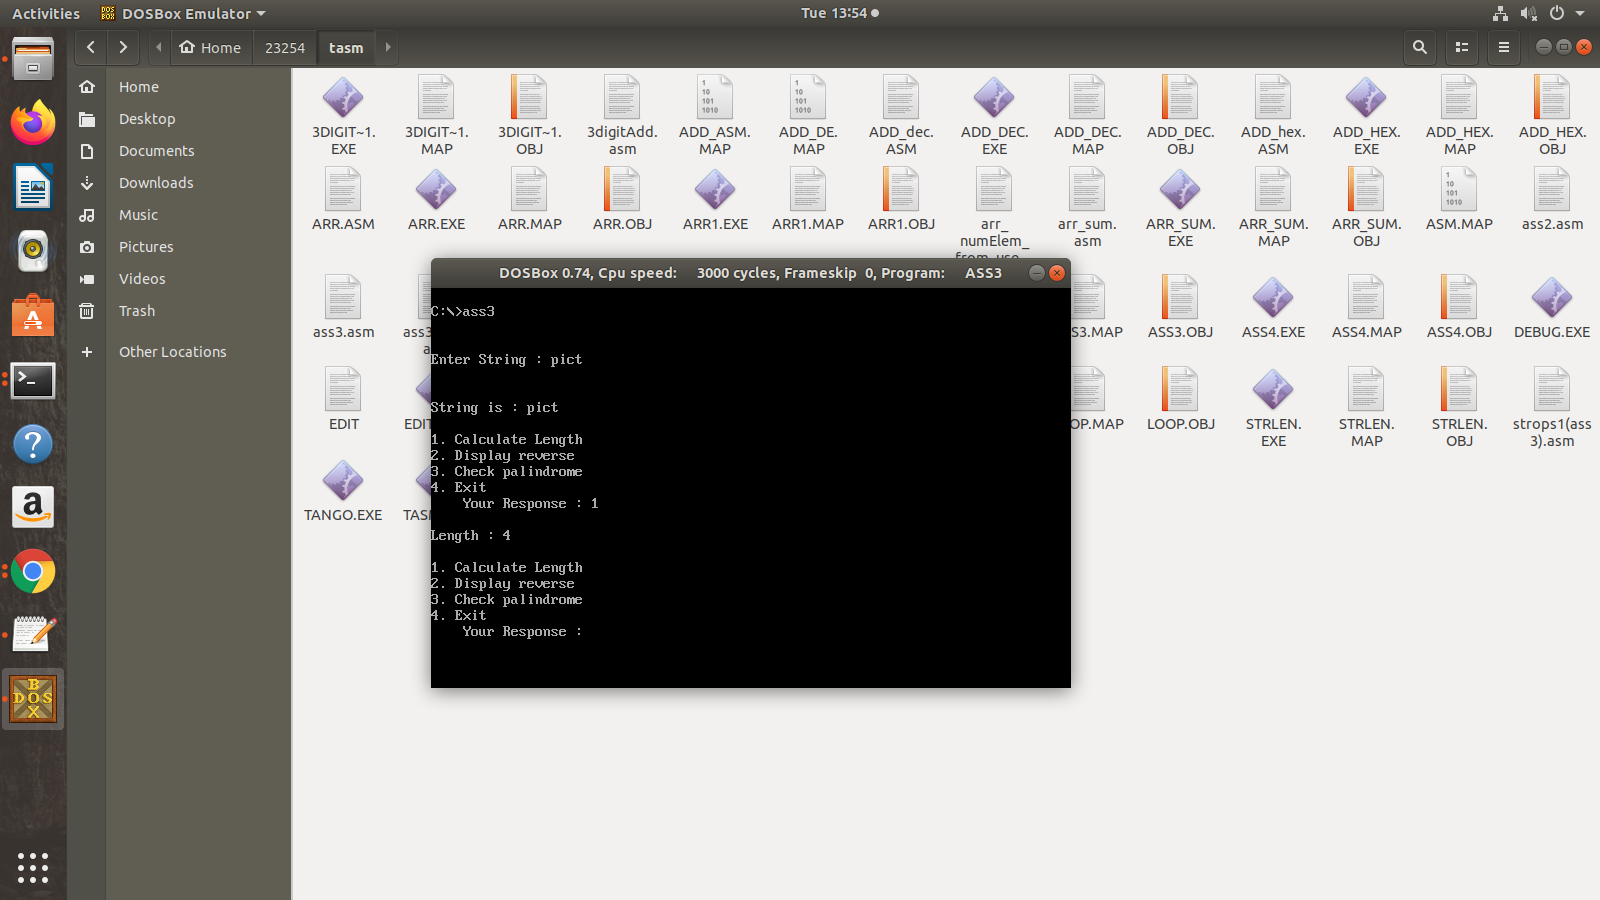 Activities
DOSBox Emulator
Tue 13:54
Home
23254
tasm
Home
Desktop
Documents
Downloads
Music
Pictures
Videos
Trash
Other Locations
3DIGIT~1.
EXE
3DIGIT~1.
MAP
3DIGIT~1.
OBJ
3digitAdd.
asm
ADD_ASM.
MAP
ADD_DE.
MAP
ADD_dec.
ASM
ADD_DEC.
EXE
ADD_DEC.
MAP
ADD_DEC.
OBJ
ADD_hex.
ASM
ADD_HEX.
EXE
ADD_HEX.
MAP
ADD_HEX.
OBJ
ARR.ASM
ARR.EXE
ARR.MAP
ARR.OBJ
ARR1.EXE
ARR1.MAP
ARR1.OBJ
arr_
numElem_
from_use
arr_sum.
asm
ARR_SUM.
EXE
ARR_SUM.
MAP
ARR_SUM.
OBJ
ASM.MAP
ass2.asm
ass3.asm
ass3
S3.MAP
ASS3.OBJ
ASS4.EXE
ASS4.MAP
ASS4.OBJ
DEBUG.EXE
EDIT
EDIT
OP.MAP
LOOP.OBJ
STRLEN.
EXE
STRLEN.
MAP
STRLEN.
OBJ
strops1(ass
3).asm
TANGO.EXE
TASM
DOSBox 0.74, Cpu speed: 3000 cycles, Frameskip 0, Program: ASS3
C:\>ass3
Enter String : pict
String is : pict
1. Calculate Length
2. Display reverse
3. Check palindrome
4. Exit
Your Response : 1
Length : 4
1. Calculate Length
2. Display reverse
3. Check palindrome
4. Exit
Your Response :